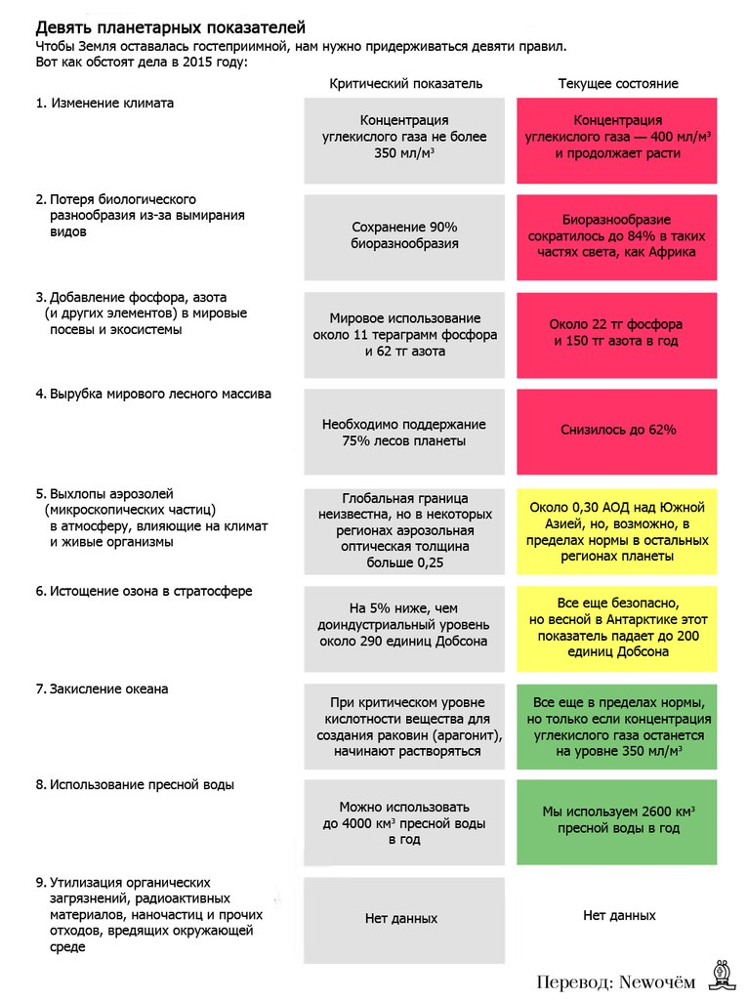 Девять планетарных показателей
Чтобы Земля оставалась гостеприимной, нам нужно придерживаться девяти правил.
Вот как обстоят дела в 2015 году:
Критический показатель
Текущее состояние
1. Изменение климата
Концентрация
углекислого газа не более
350 мл/м³
Концентрация
углекислого газа — 400 мл/м³
и продолжает расти
2. Потеря биологического
разнообразия из-за вымирания
видов
Сохранение 90%
биоразнообразия
Биоразнообразие
сократилось до 84% в таких
частях света, как Африка
3. Добавление фосфора, азота
(и других элементов) в мировые
посевы и экосистемы
Мировое использование
около 11 тераграмм фосфора
и 62 тг азота
Около 22 тг фосфора
и 150 тг азота в год
4. Вырубка мирового лесного массива
Необходимо поддержание
75% лесов планеты
Снизилось до 62%
5. Выхлопы аэрозолей
(микроскопических частиц)
в атмосферу, влияющие на климат
и живые организмы
Глобальная граница
неизвестна, но в некоторых
регионах аэрозольная
оптическая толщина
больше 0,25
Около 0,30 АОД над Южной
Азией, но, возможно, в
пределах нормы в остальных
регионах планеты
6. Истощение озона в стратосфере
На 5% ниже, чем
доиндустриальный уровень
около 290 единиц Добсона
Все еще безопасно,
но весной в Антарктике этот
показатель падает до 200
единиц Добсона
7. Закисление океана
При критическом уровне
кислотности вещества для
создания раковин (арагонит),
начинают растворяться
Все еще в пределах нормы,
но только если концентрация
углекислого газа останется
на уровне 350 мл/м³
8. Использование пресной воды
Можно использовать
до 4000 км³ пресной воды
в год
Мы используем 2600 км³
пресной воды в год
9. Утилизация органических
загрязнений, радиоактивных
материалов, наночастиц и прочих
отходов, вредящих окружающей
среде
Нет данных
Нет данных
Перевод: Newочём